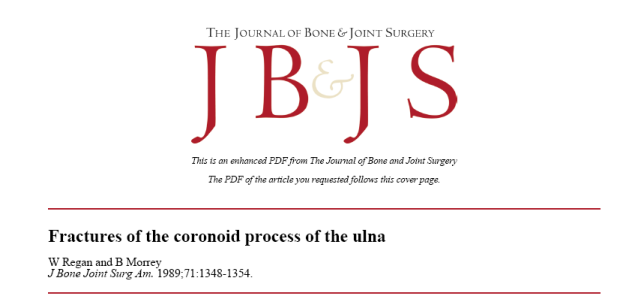 THE JOURNAL OF BONE & JOINT SURGERY
J B & J S
This is an enhanced PDF from The Journal of Bone and Joint Surgery
The PDF of the article you requested follows this cover page.
Fractures of the coronoid process of the ulna
W Regan and B Morrey
J Bone Joint Surg Am. 1989;71:1348-1354.